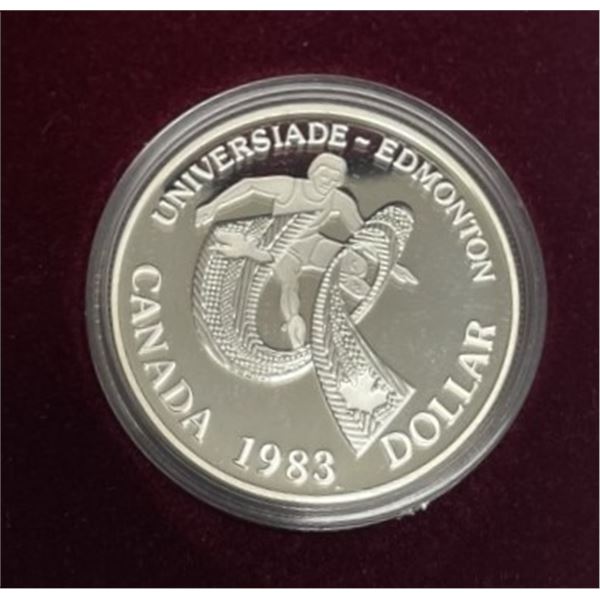 UNIVERSIADE ~ EDMONTON
CANADA 1983 DOLLAR